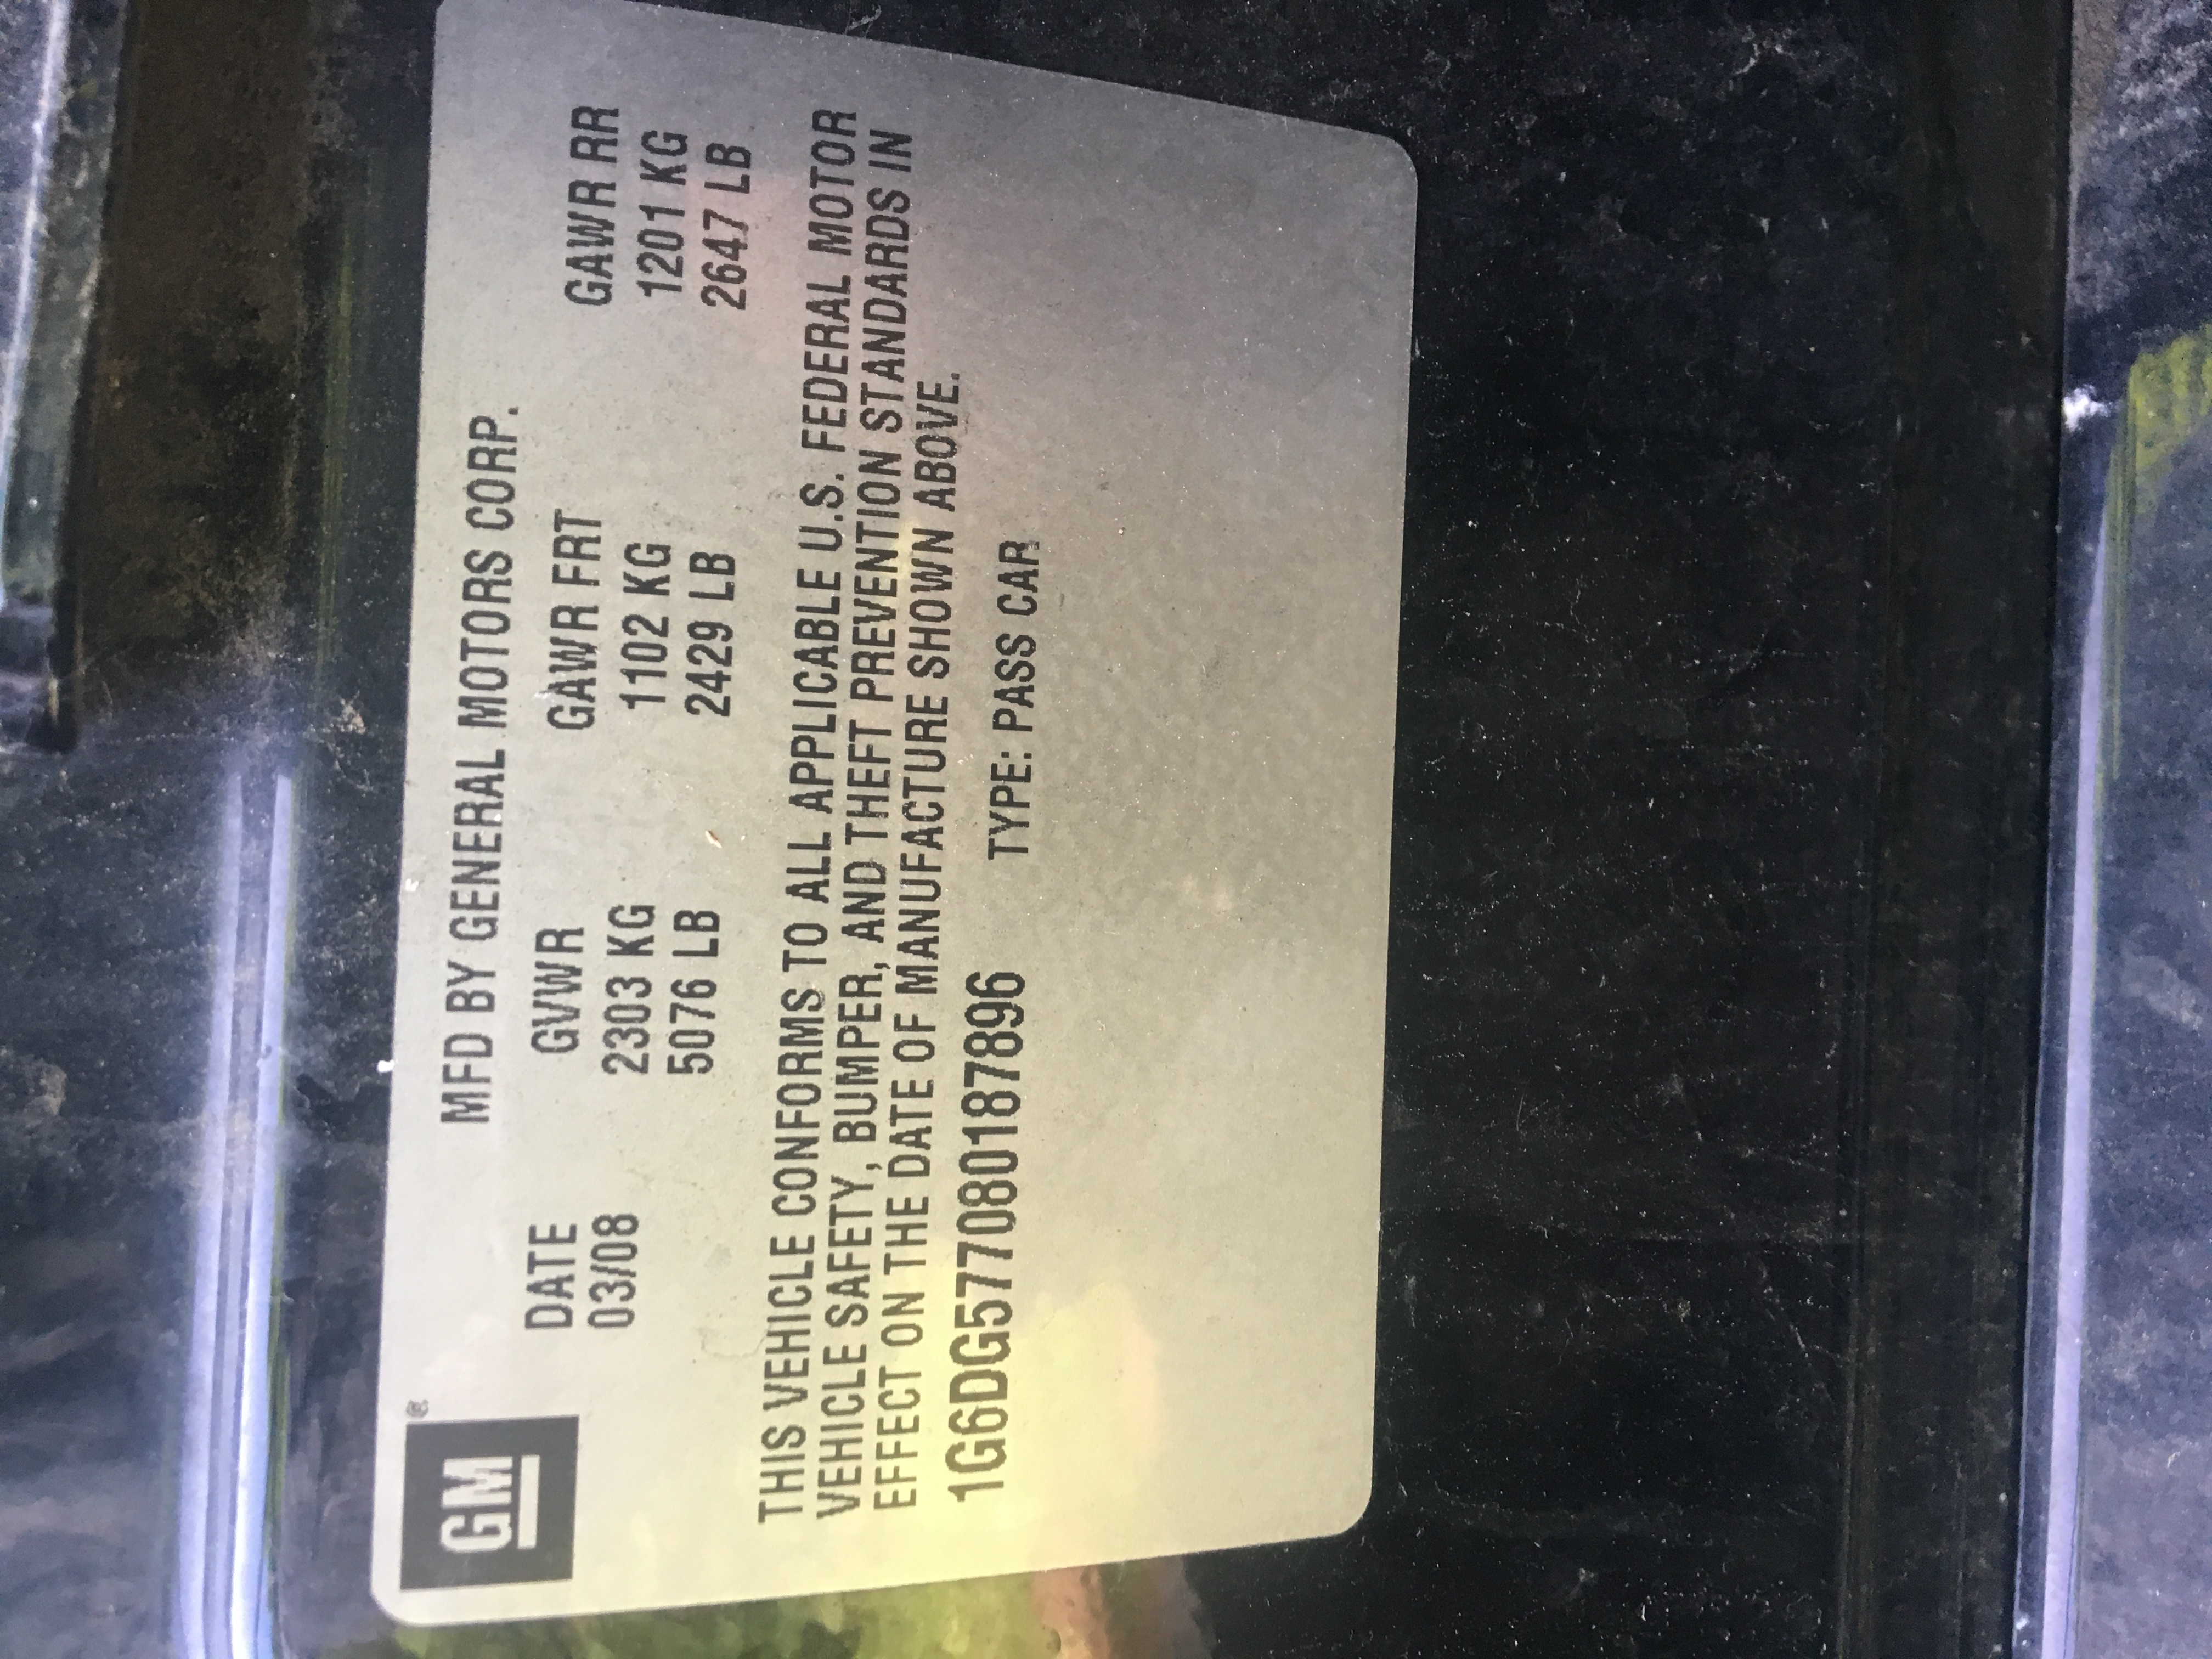 GM®
MFD BY GENERAL MOTORS CORP.
DATE GVWR GAWR FRT GAWR RR
03/08 2303 KG 1102 KG 1201 KG
5076 LB 2429 LB 2647 LB
THIS VEHICLE CONFORMS TO ALL APPLICABLE U.S. FEDERAL MOTOR
VEHICLE SAFETY, BUMPER, AND THEFT PREVENTION STANDARDS IN
EFFECT ON THE DATE OF MANUFACTURE SHOWN ABOVE.
1G6DG577080187896 TYPE: PASS CAR